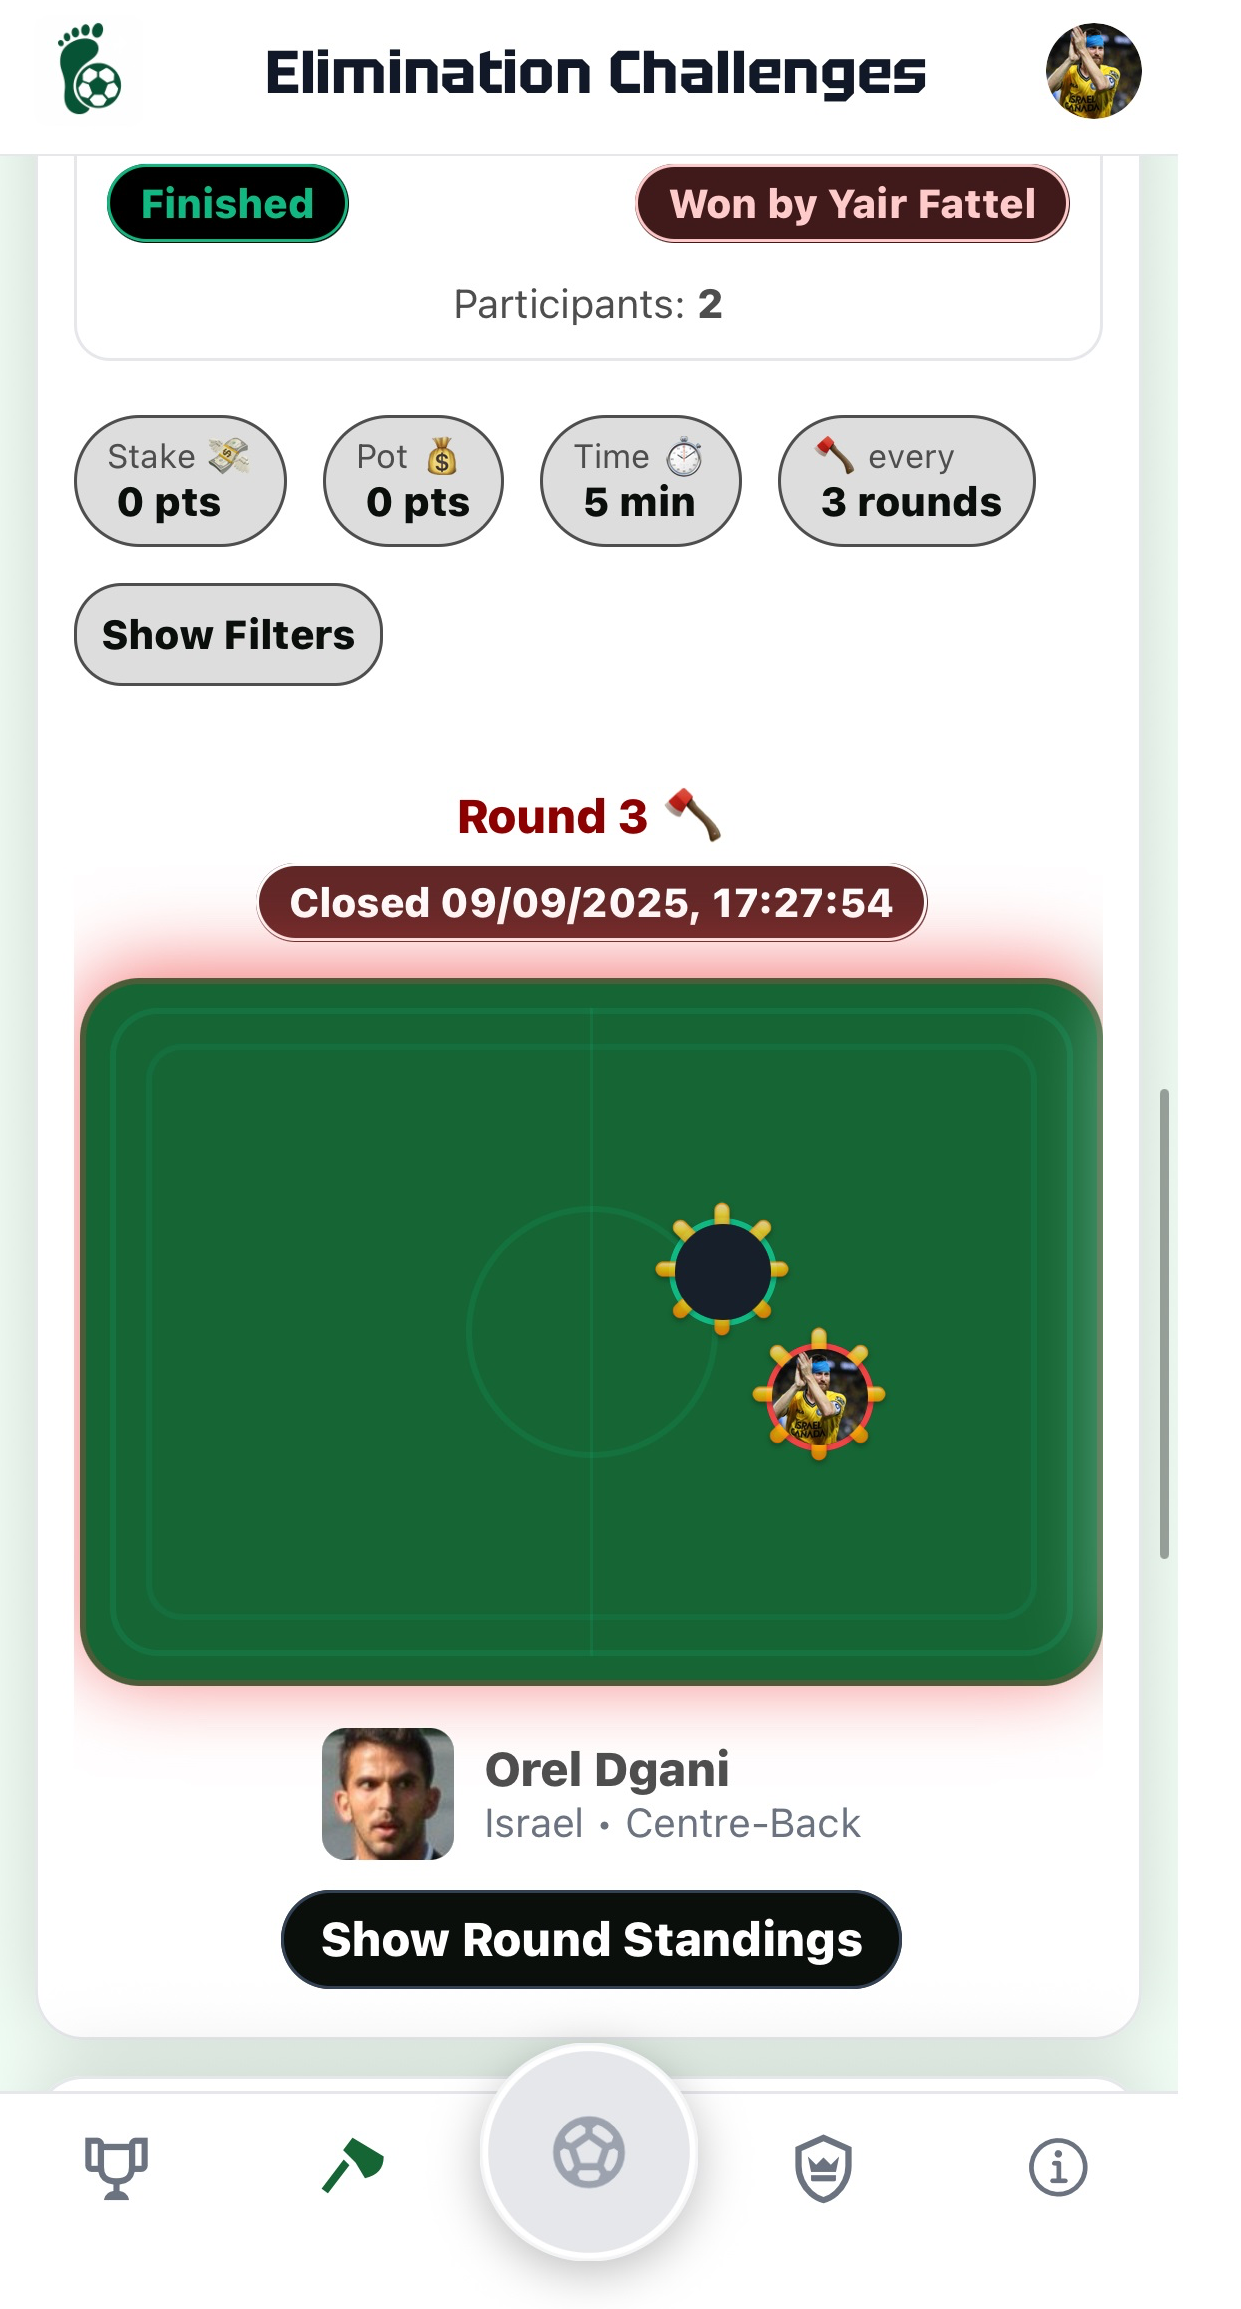 Elimination Challenges
Finished
Won by Yair Fattel
Participants: 2
Stake
0 pts
Pot
0 pts
Time
5 min
every
3 rounds
Show Filters
Round 3
Closed 09/09/2025, 17:27:54
ISRAEL
CANADA
Orel Dgani
Israel • Centre-Back
Show Round Standings